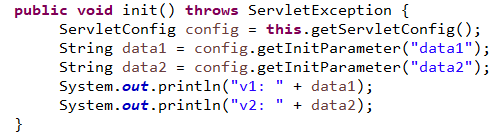 public void init() throws ServletException {
    ServletConfig config = this.getServletConfig();
    String data1 = config.getInitParameter("data1");
    String data2 = config.getInitParameter("data2");
    System.out.println("v1: " + data1);
    System.out.println("v2: " + data2);
}